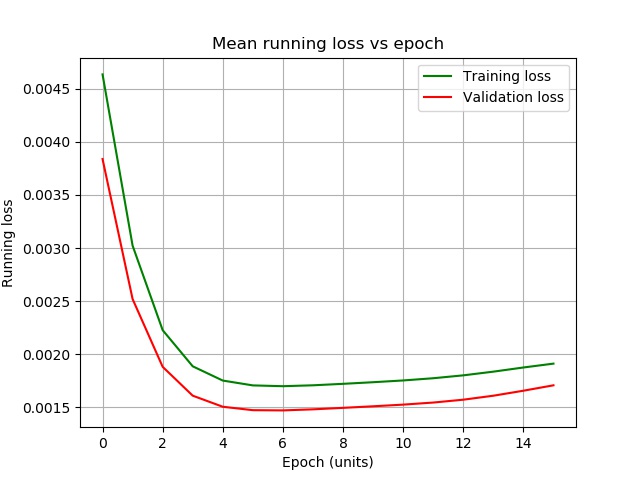 Mean running loss vs epoch
Training loss
Validation loss
Running loss
0.0045
0.0040
0.0035
0.0030
0.0025
0.0020
0.0015
0 2 4 6 8 10 12 14
Epoch (units)